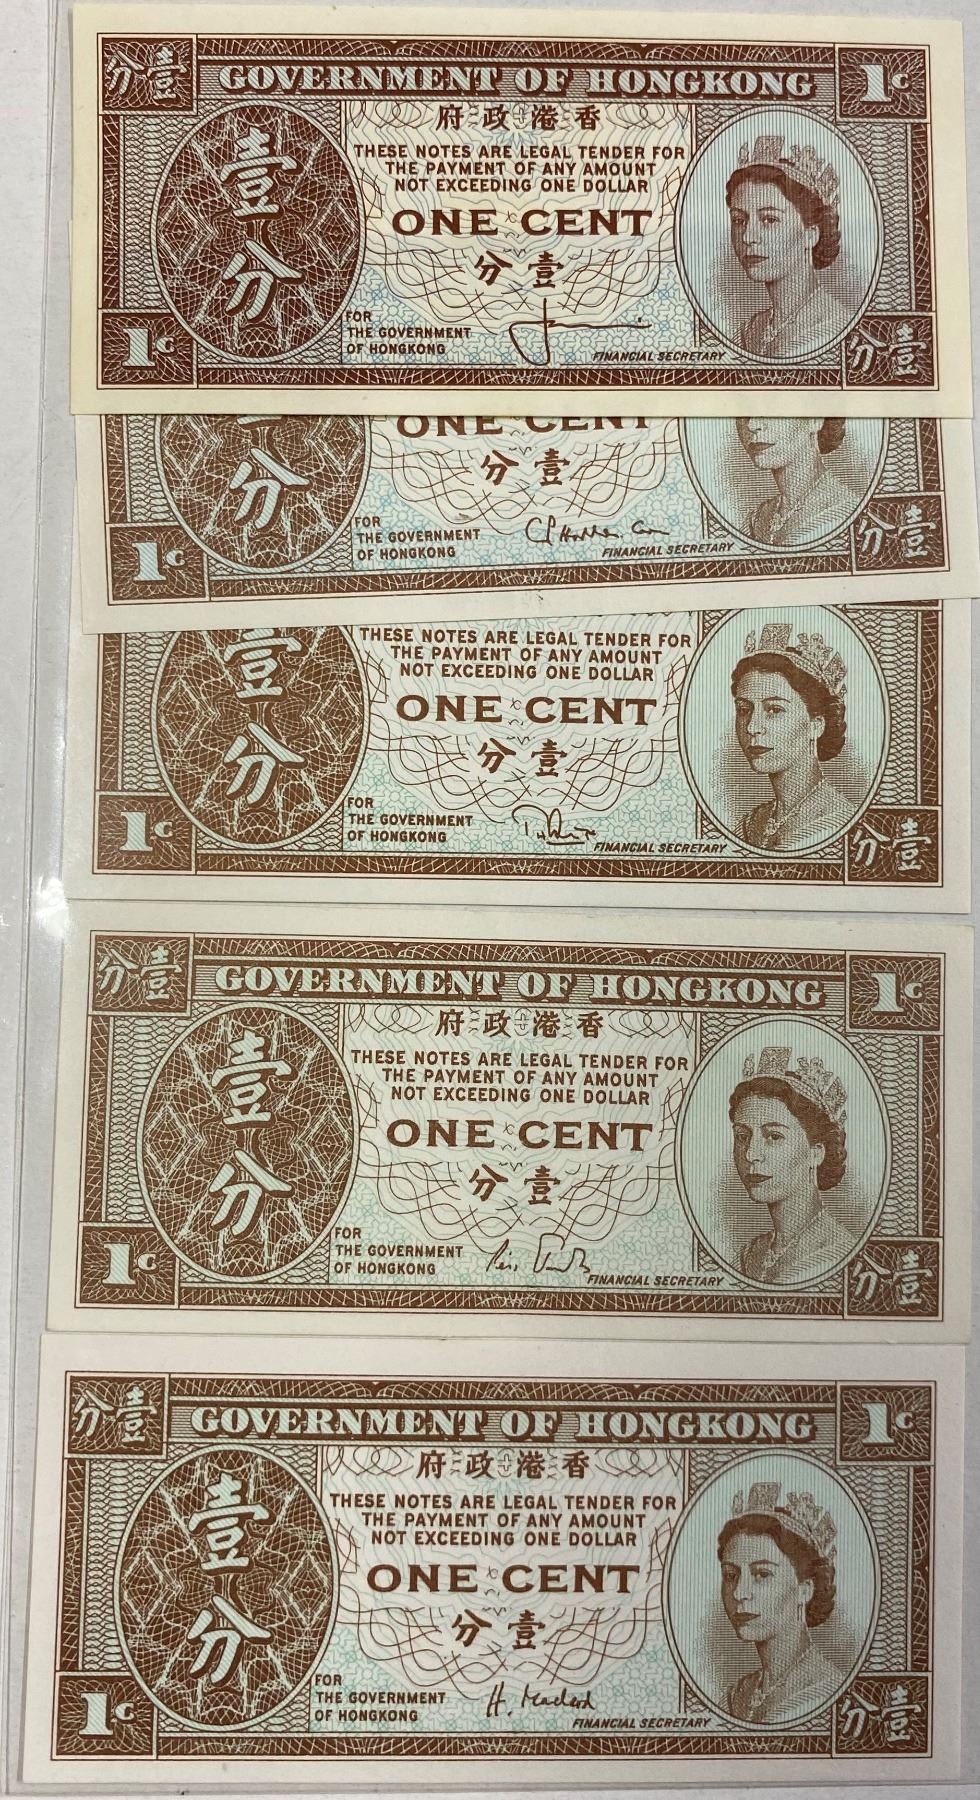 分壹 GOVERNMENT OF HONGKONG 1C
府政港香
THESE NOTES ARE LEGAL TENDER FOR
THE PAYMENT OF ANY AMOUNT
NOT EXCEEDING ONE DOLLAR
壹分
ONE CENT
分壹
FOR
THE GOVERNMENT
OF HONGKONG
FINANCIAL SECRETARY
1C
分壹
ONE CENT
分
分壹
FOR
THE GOVERNMENT
OF HONGKONG
FINANCIAL SECRETARY
1C
分壹
THESE NOTES ARE LEGAL TENDER FOR
THE PAYMENT OF ANY AMOUNT
NOT EXCEEDING ONE DOLLAR
壹分
ONE CENT
分壹
FOR
THE GOVERNMENT
OF HONGKONG
FINANCIAL SECRETARY
1C
分壹
分壹 GOVERNMENT OF HONGKONG 1C
府政港香
THESE NOTES ARE LEGAL TENDER FOR
THE PAYMENT OF ANY AMOUNT
NOT EXCEEDING ONE DOLLAR
壹分
ONE CENT
分壹
FOR
THE GOVERNMENT
OF HONGKONG
FINANCIAL SECRETARY
1C
分壹
分壹 GOVERNMENT OF HONGKONG 1C
府政港香
THESE NOTES ARE LEGAL TENDER FOR
THE PAYMENT OF ANY AMOUNT
NOT EXCEEDING ONE DOLLAR
壹分
ONE CENT
分壹
FOR
THE GOVERNMENT
OF HONGKONG
FINANCIAL SECRETARY
1C
分壹